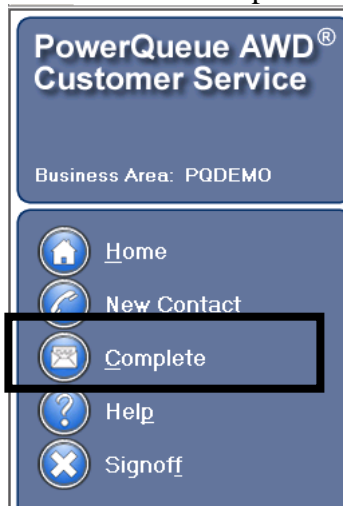 PowerQueue AWD®
Customer Service
Business Area: PQDEMO
Home
New Contact
Complete
Help
Signoff